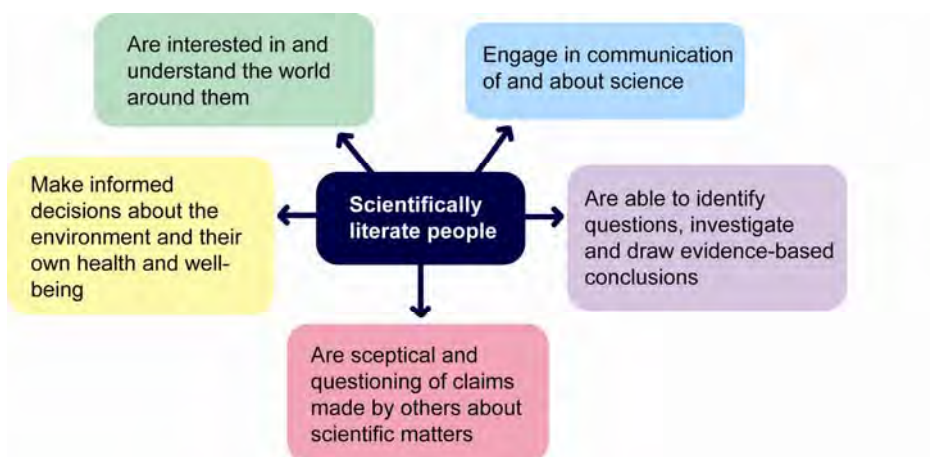 Are interested in and
understand the world
around them
Engage in communication
of and about science
Make informed
decisions about the
environment and their
own health and well-
being
Scientifically
literate people
Are able to identify
questions, investigate
and draw evidence-based
conclusions
Are sceptical and
questioning of claims
made by others about
scientific matters